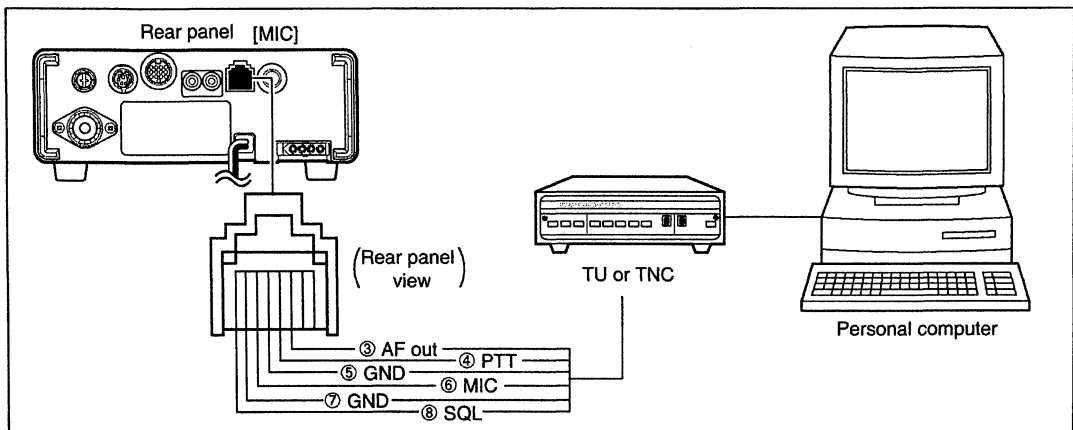 Rear panel [MIC]
(Rear panel view)
③ AF out
④ PTT
⑤ GND
⑥ MIC
⑦ GND
⑧ SQL
TU or TNC
Personal computer